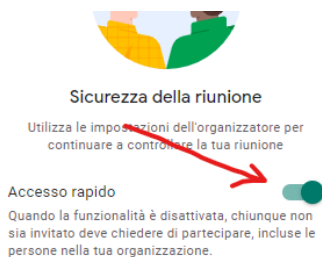 Sicurezza della riunione
Utilizza le impostazioni dell'organizzatore per
continuare a controllare la tua riunione
Accesso rapido
Quando la funzionalità è disattivata, chiunque non
sia invitato deve chiedere di partecipare, incluse le
persone nella tua organizzazione.